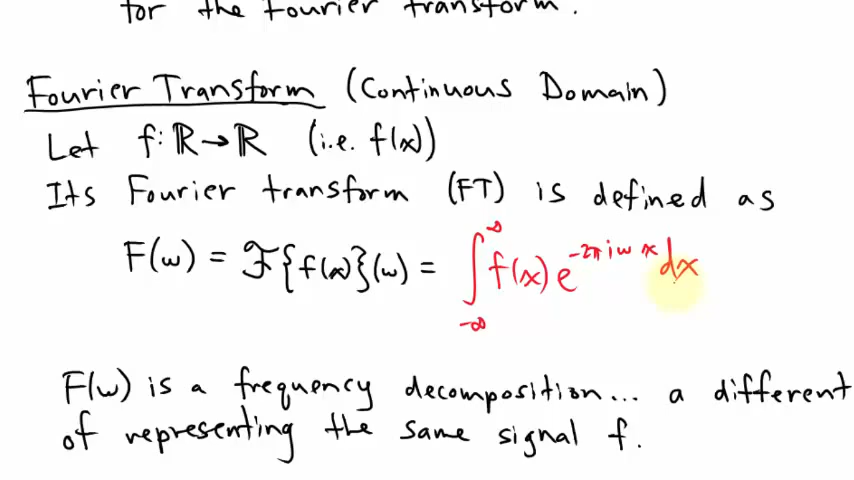 for the Fourier transform.
Fourier Transform (Continuous Domain)
Let f: ℝ→ℝ (i.e. f(x))
Its Fourier transform (FT) is defined as
F(ω) = ℱ{f(x)}(ω) = ∫_{-∞}^{∞} f(x) e^{-2πiωx} dx
F(ω) is a frequency decomposition... a different
of representing the same signal f.